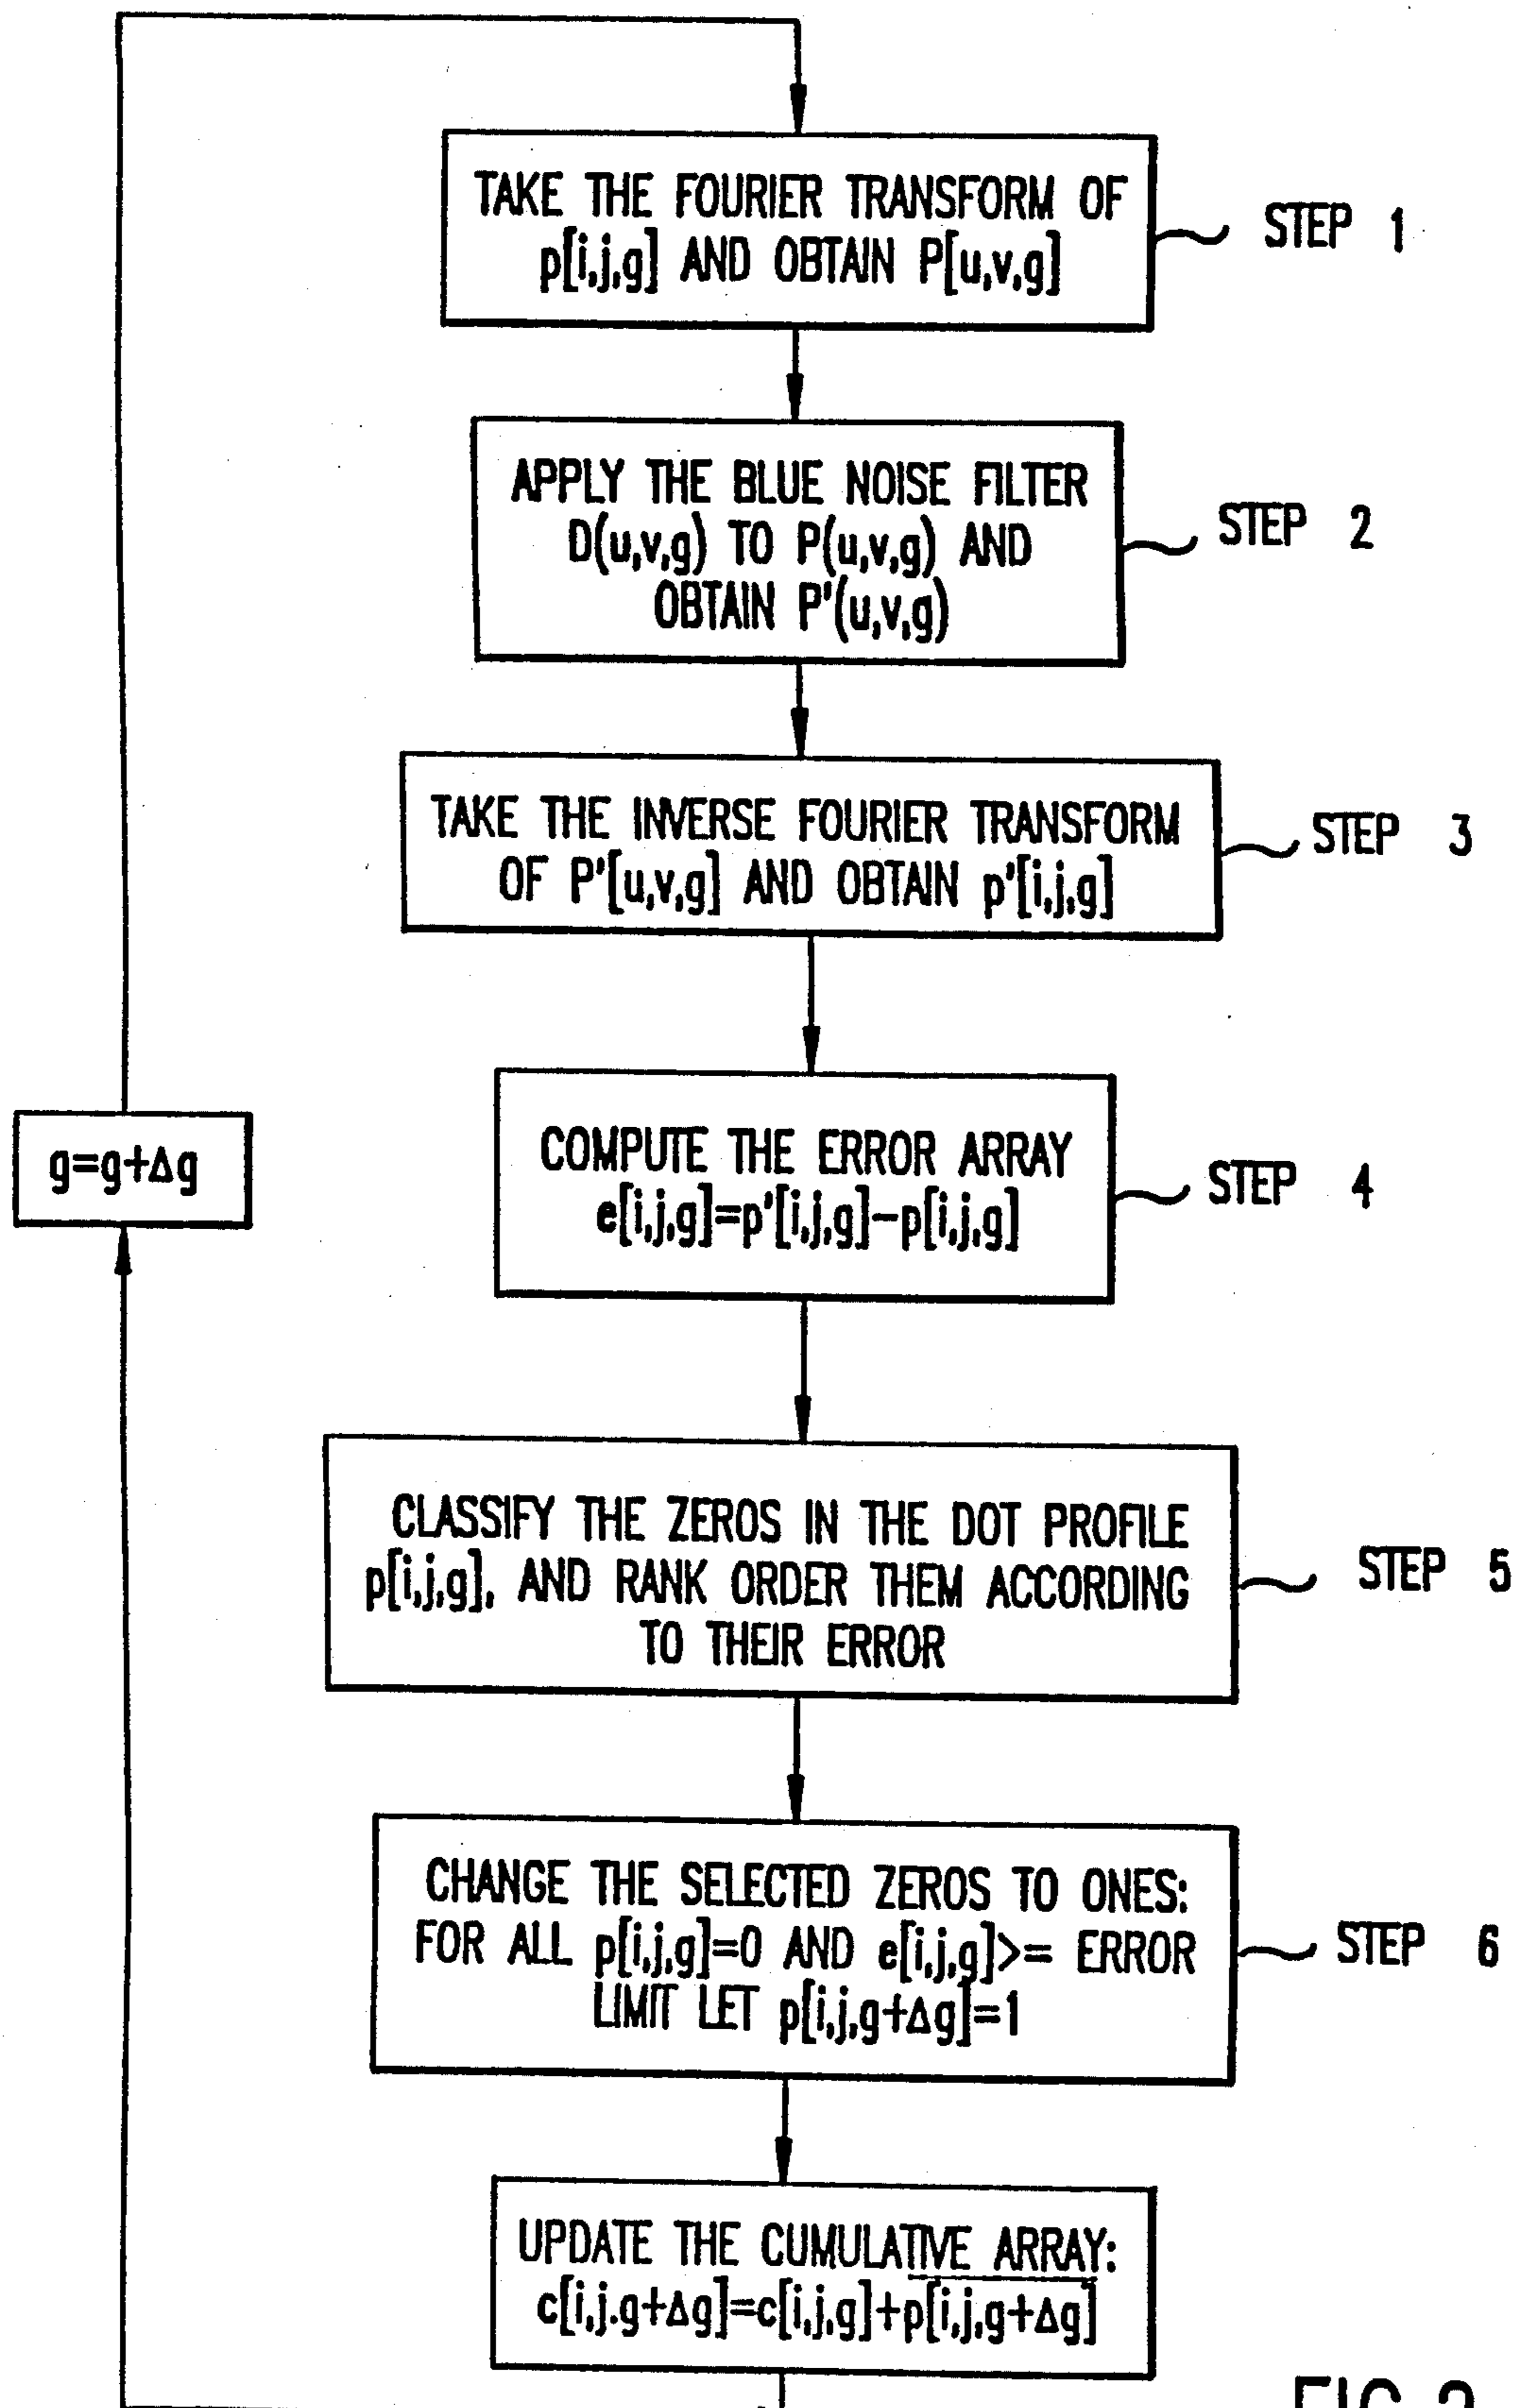 TAKE THE FOURIER TRANSFORM OF
p[i,j,g] AND OBTAIN P[u,v,g]
STEP 1
APPLY THE BLUE NOISE FILTER
D(u,v,g) TO P(u,v,g) AND
OBTAIN P'(u,v,g)
STEP 2
TAKE THE INVERSE FOURIER TRANSFORM
OF P'[u,v,g] AND OBTAIN p'[i,j,g]
STEP 3
g=g+Δg
COMPUTE THE ERROR ARRAY
e[i,j,g]=p'[i,j,g]−p[i,j,g]
STEP 4
CLASSIFY THE ZEROS IN THE DOT PROFILE
p[i,j,g], AND RANK ORDER THEM ACCORDING
TO THEIR ERROR
STEP 5
CHANGE THE SELECTED ZEROS TO ONES:
FOR ALL p[i,j,g]=0 AND e[i,j,g]>= ERROR
LIMIT LET p[i,j,g+Δg]=1
STEP 6
UPDATE THE CUMULATIVE ARRAY:
c[i,j.g+Δg]=c[i,j,g]+p[i,j,g+Δg]
FIG